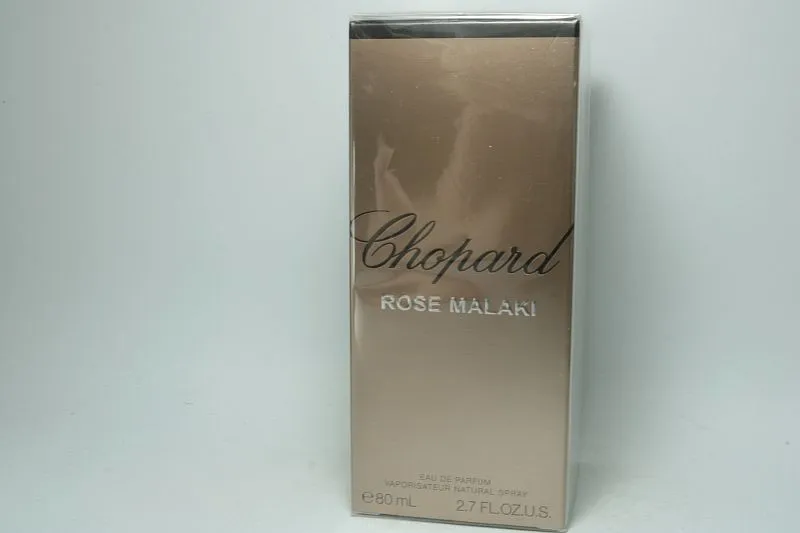 Chopard
ROSE MALAKI
EAU DE PARFUM
VAPORISATEUR NATURAL SPRAY
℮80 mL 2.7 FL.OZ.U.S.